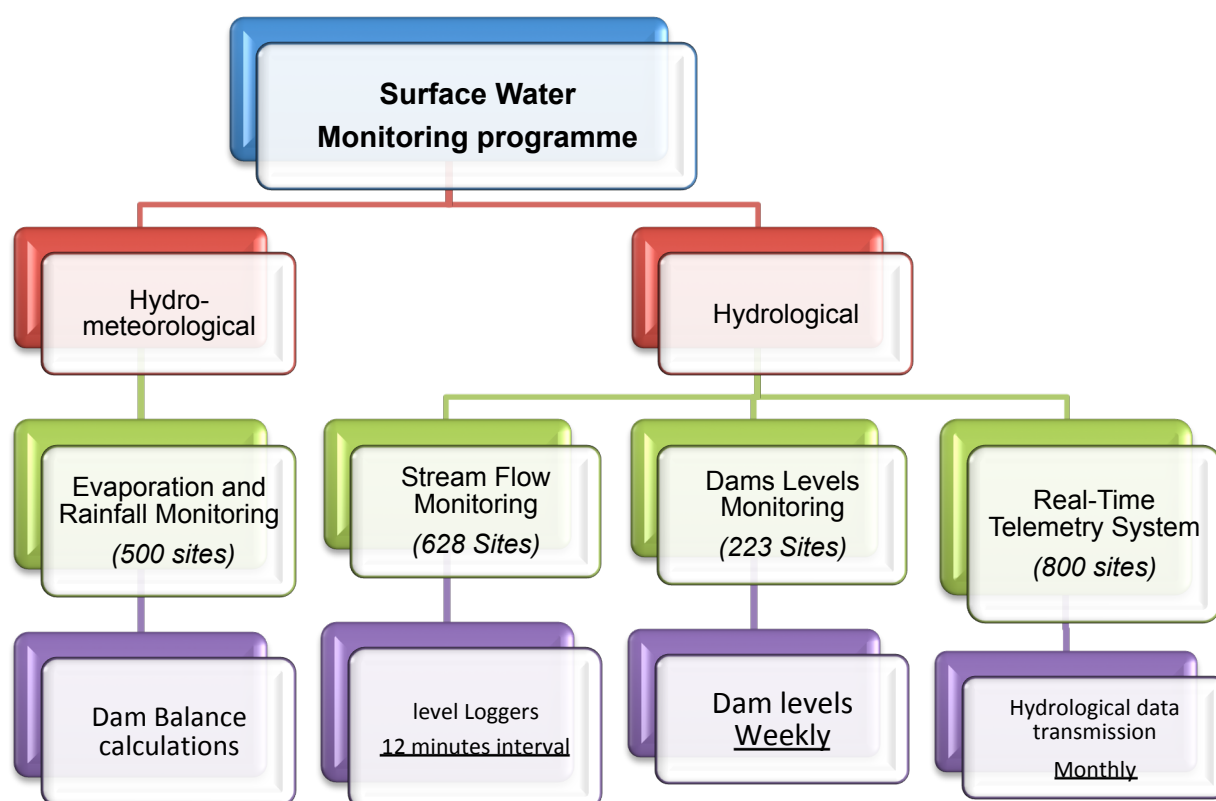 Surface Water
Monitoring programme
Hydro-
meteorological
Hydrological
Evaporation and
Rainfall Monitoring
(500 sites)
Stream Flow
Monitoring
(628 Sites)
Dams Levels
Monitoring
(223 Sites)
Real-Time
Telemetry System
(800 sites)
Dam Balance
calculations
level Loggers
12 minutes interval
Dam levels
Weekly
Hydrological data
transmission
Monthly